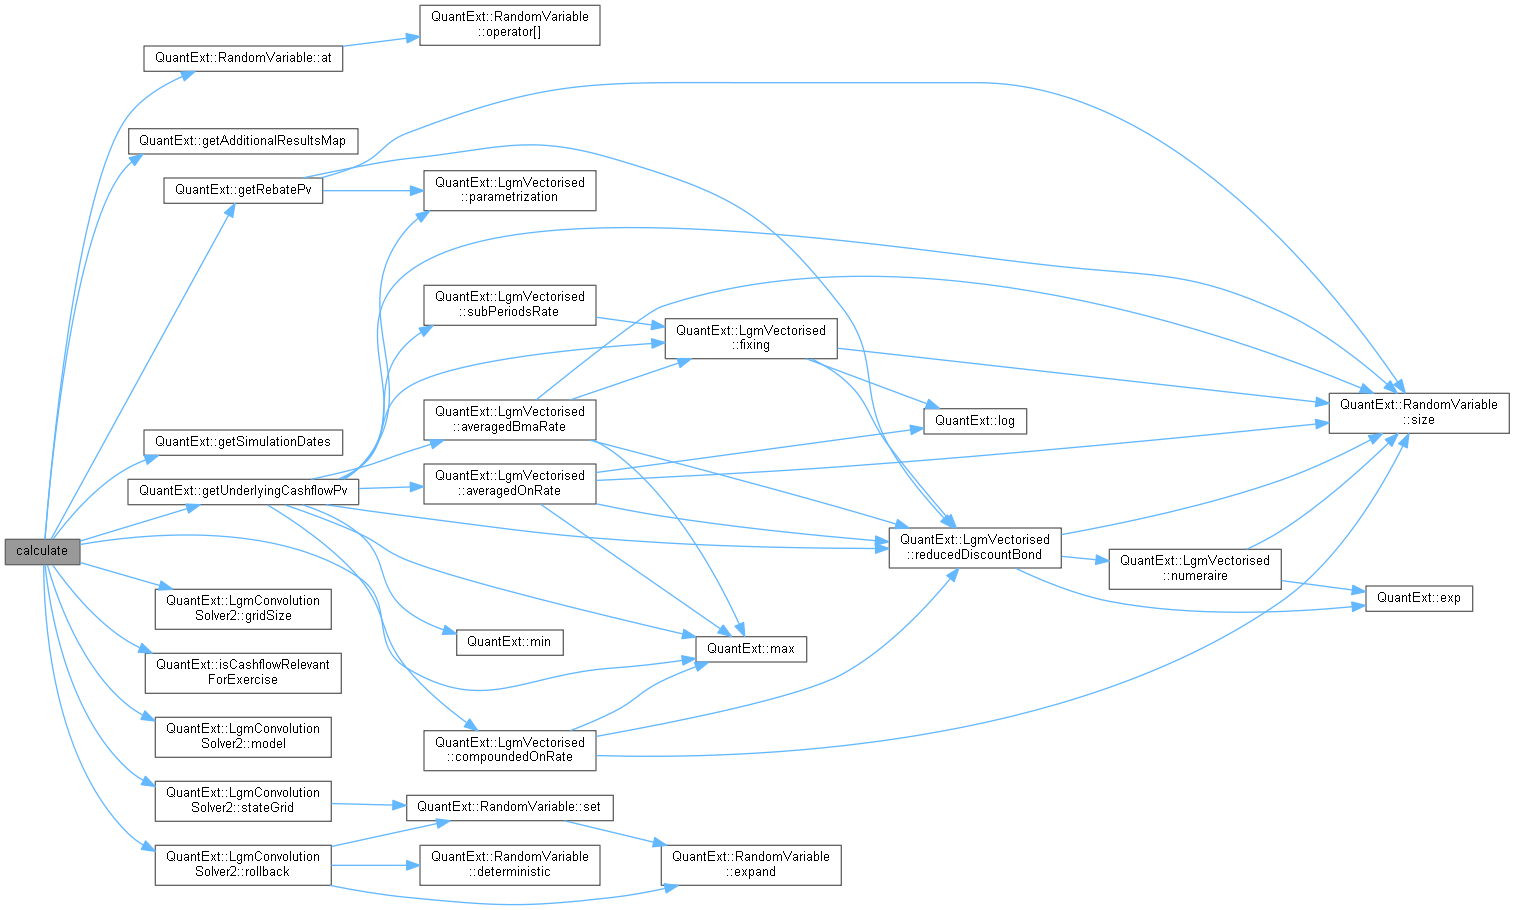 QuantExt::RandomVariable
::operator[]
QuantExt::RandomVariable::at
QuantExt::getAdditionalResultsMap
QuantExt::getRebatePv
QuantExt::LgmVectorised
::parametrization
QuantExt::LgmVectorised
::subPeriodsRate
QuantExt::LgmVectorised
::fixing
QuantExt::LgmVectorised
::averagedBmaRate
QuantExt::log
QuantExt::RandomVariable
::size
QuantExt::getSimulationDates
QuantExt::getUnderlyingCashflowPv
QuantExt::LgmVectorised
::averagedOnRate
calculate
QuantExt::LgmVectorised
::reducedDiscountBond
QuantExt::LgmVectorised
::numeraire
QuantExt::exp
QuantExt::LgmConvolution
Solver2::gridSize
QuantExt::min
QuantExt::max
QuantExt::isCashflowRelevant
ForExercise
QuantExt::LgmConvolution
Solver2::model
QuantExt::LgmVectorised
::compoundedOnRate
QuantExt::LgmConvolution
Solver2::stateGrid
QuantExt::RandomVariable::set
QuantExt::LgmConvolution
Solver2::rollback
QuantExt::RandomVariable
::deterministic
QuantExt::RandomVariable
::expand